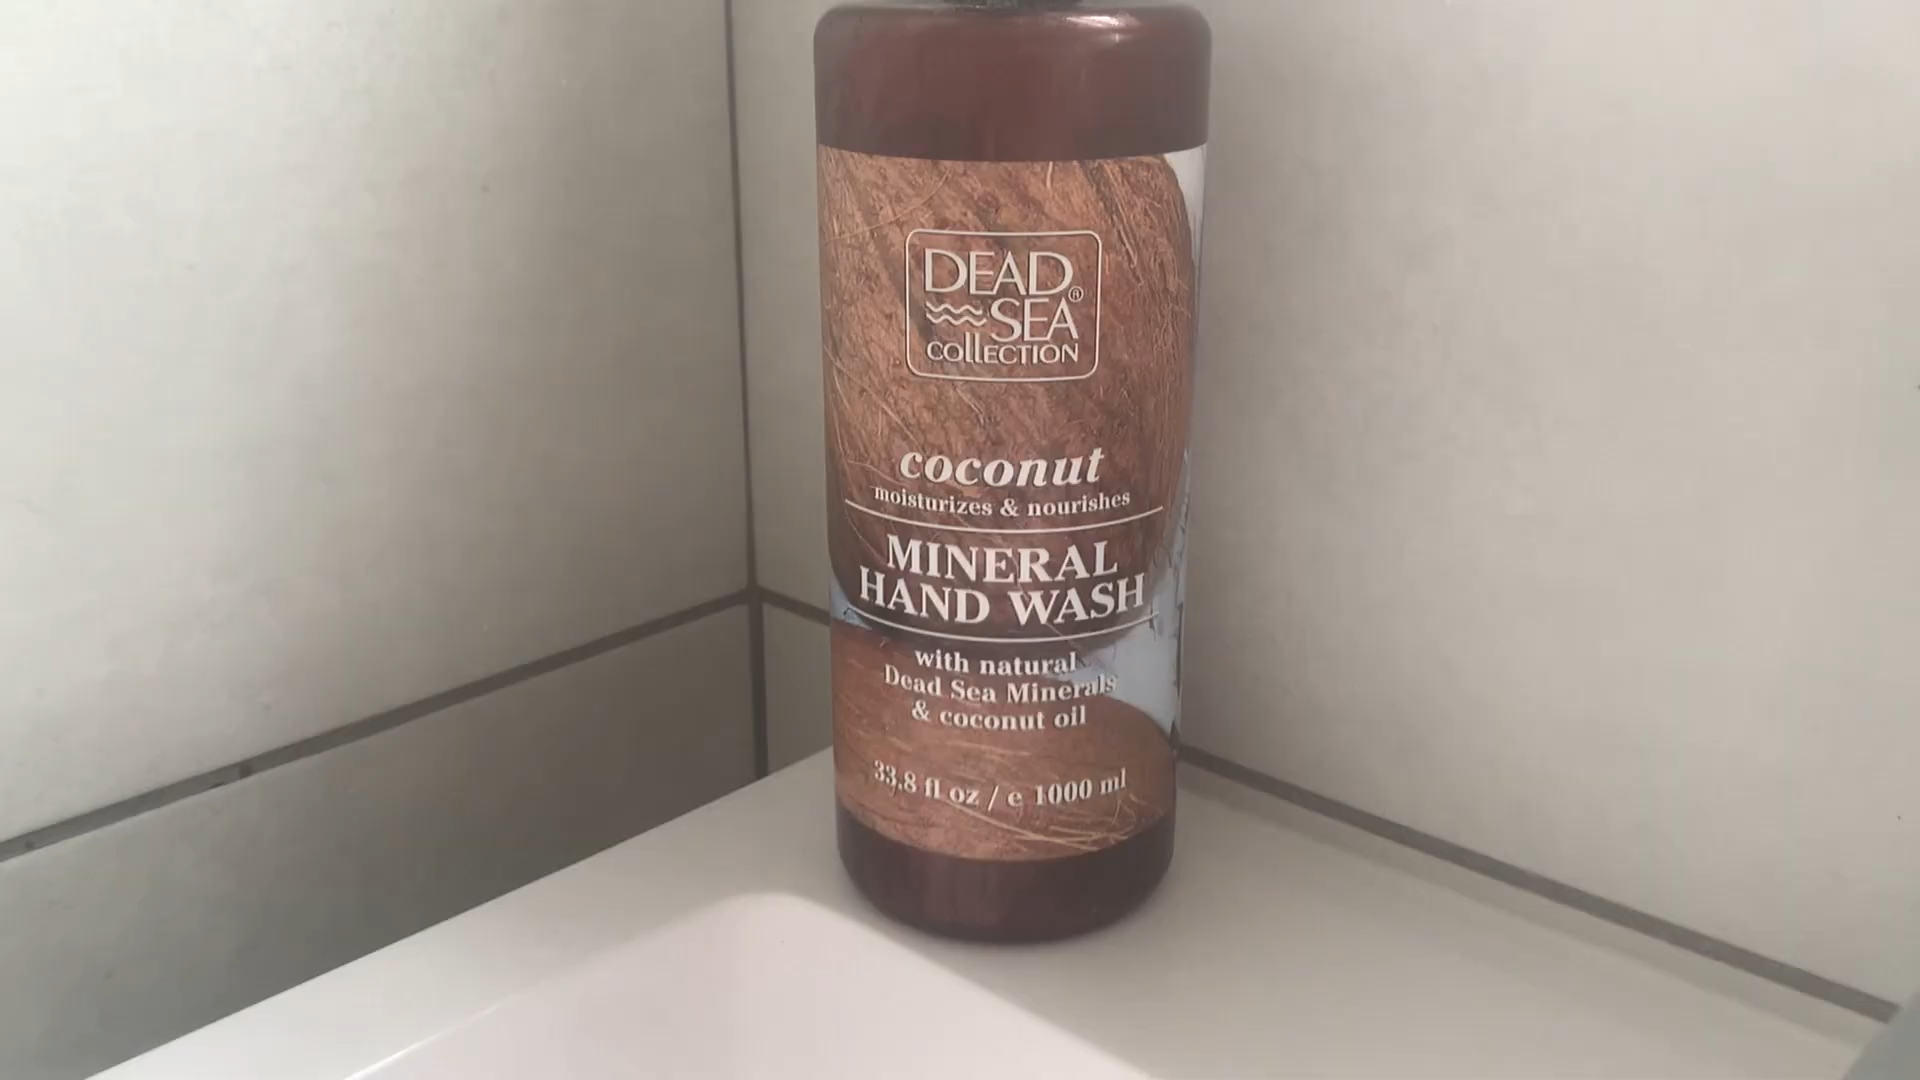 DEAD
SEA®
COllECTION
coconut
moisturizes & nourishes
MINERAL
HAND WASH
with natural
Dead Sea Minerals
& coconut oil
33.8 fl oz / e 1000 ml